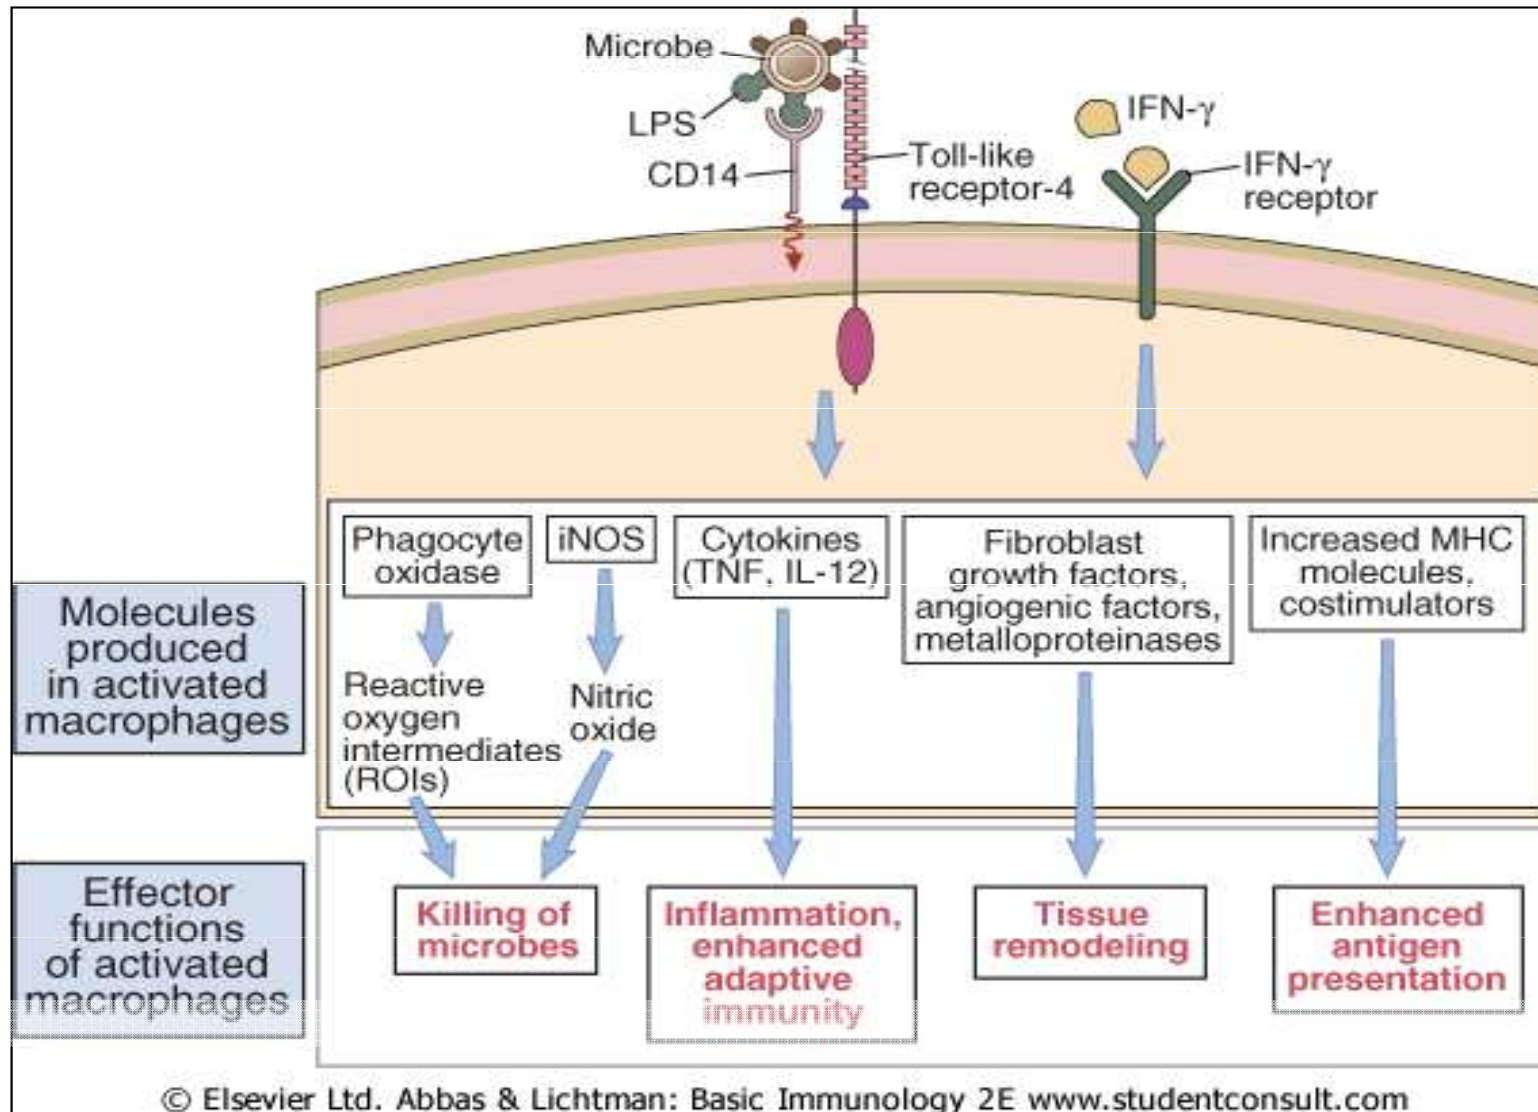 Microbe
LPS
CD14
Toll-like
receptor-4
IFN-γ
IFN-γ
receptor
Molecules
produced
in activated
macrophages
Phagocyte
oxidase
iNOS
Cytokines
(TNF, IL-12)
Fibroblast
growth factors,
angiogenic factors,
metalloproteinases
Increased MHC
molecules,
costimulators
Reactive
oxygen
intermediates
(ROIs)
Nitric
oxide
Effector
functions
of activated
macrophages
Killing of
microbes
Inflammation,
enhanced
adaptive
immunity
Tissue
remodeling
Enhanced
antigen
presentation
© Elsevier Ltd. Abbas & Lichtman: Basic Immunology 2E www.studentconsult.com